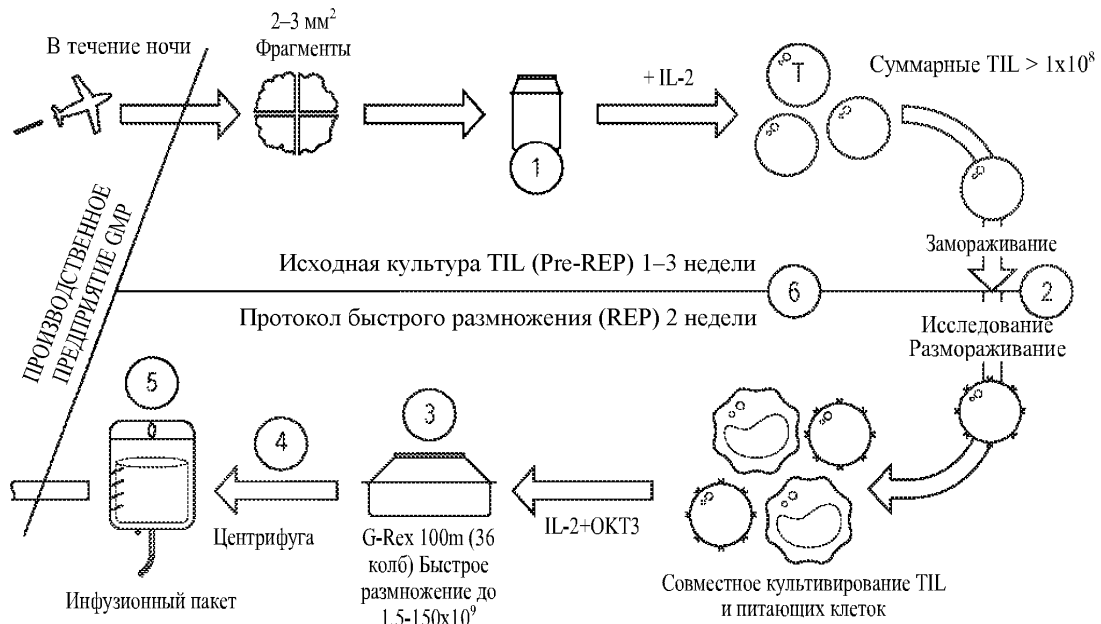 В течение ночи
2–3 мм²
Фрагменты
1
+ IL-2
T
Суммарные TIL > 1x10⁸
Замораживание
ПРОИЗВОДСТВЕННОЕ
ПРЕДПРИЯТИЕ GMP
Исходная культура TIL (Pre-REP) 1–3 недели
6
2
Протокол быстрого размножения (REP) 2 недели
Исследование
Размораживание
5
4
3
Центрифуга
IL-2+OKT3
G-Rex 100m (36
колб) Быстрое
размножение до
1.5-150x10⁹
Совместное культивирование TIL
и питающих клеток
Инфузионный пакет